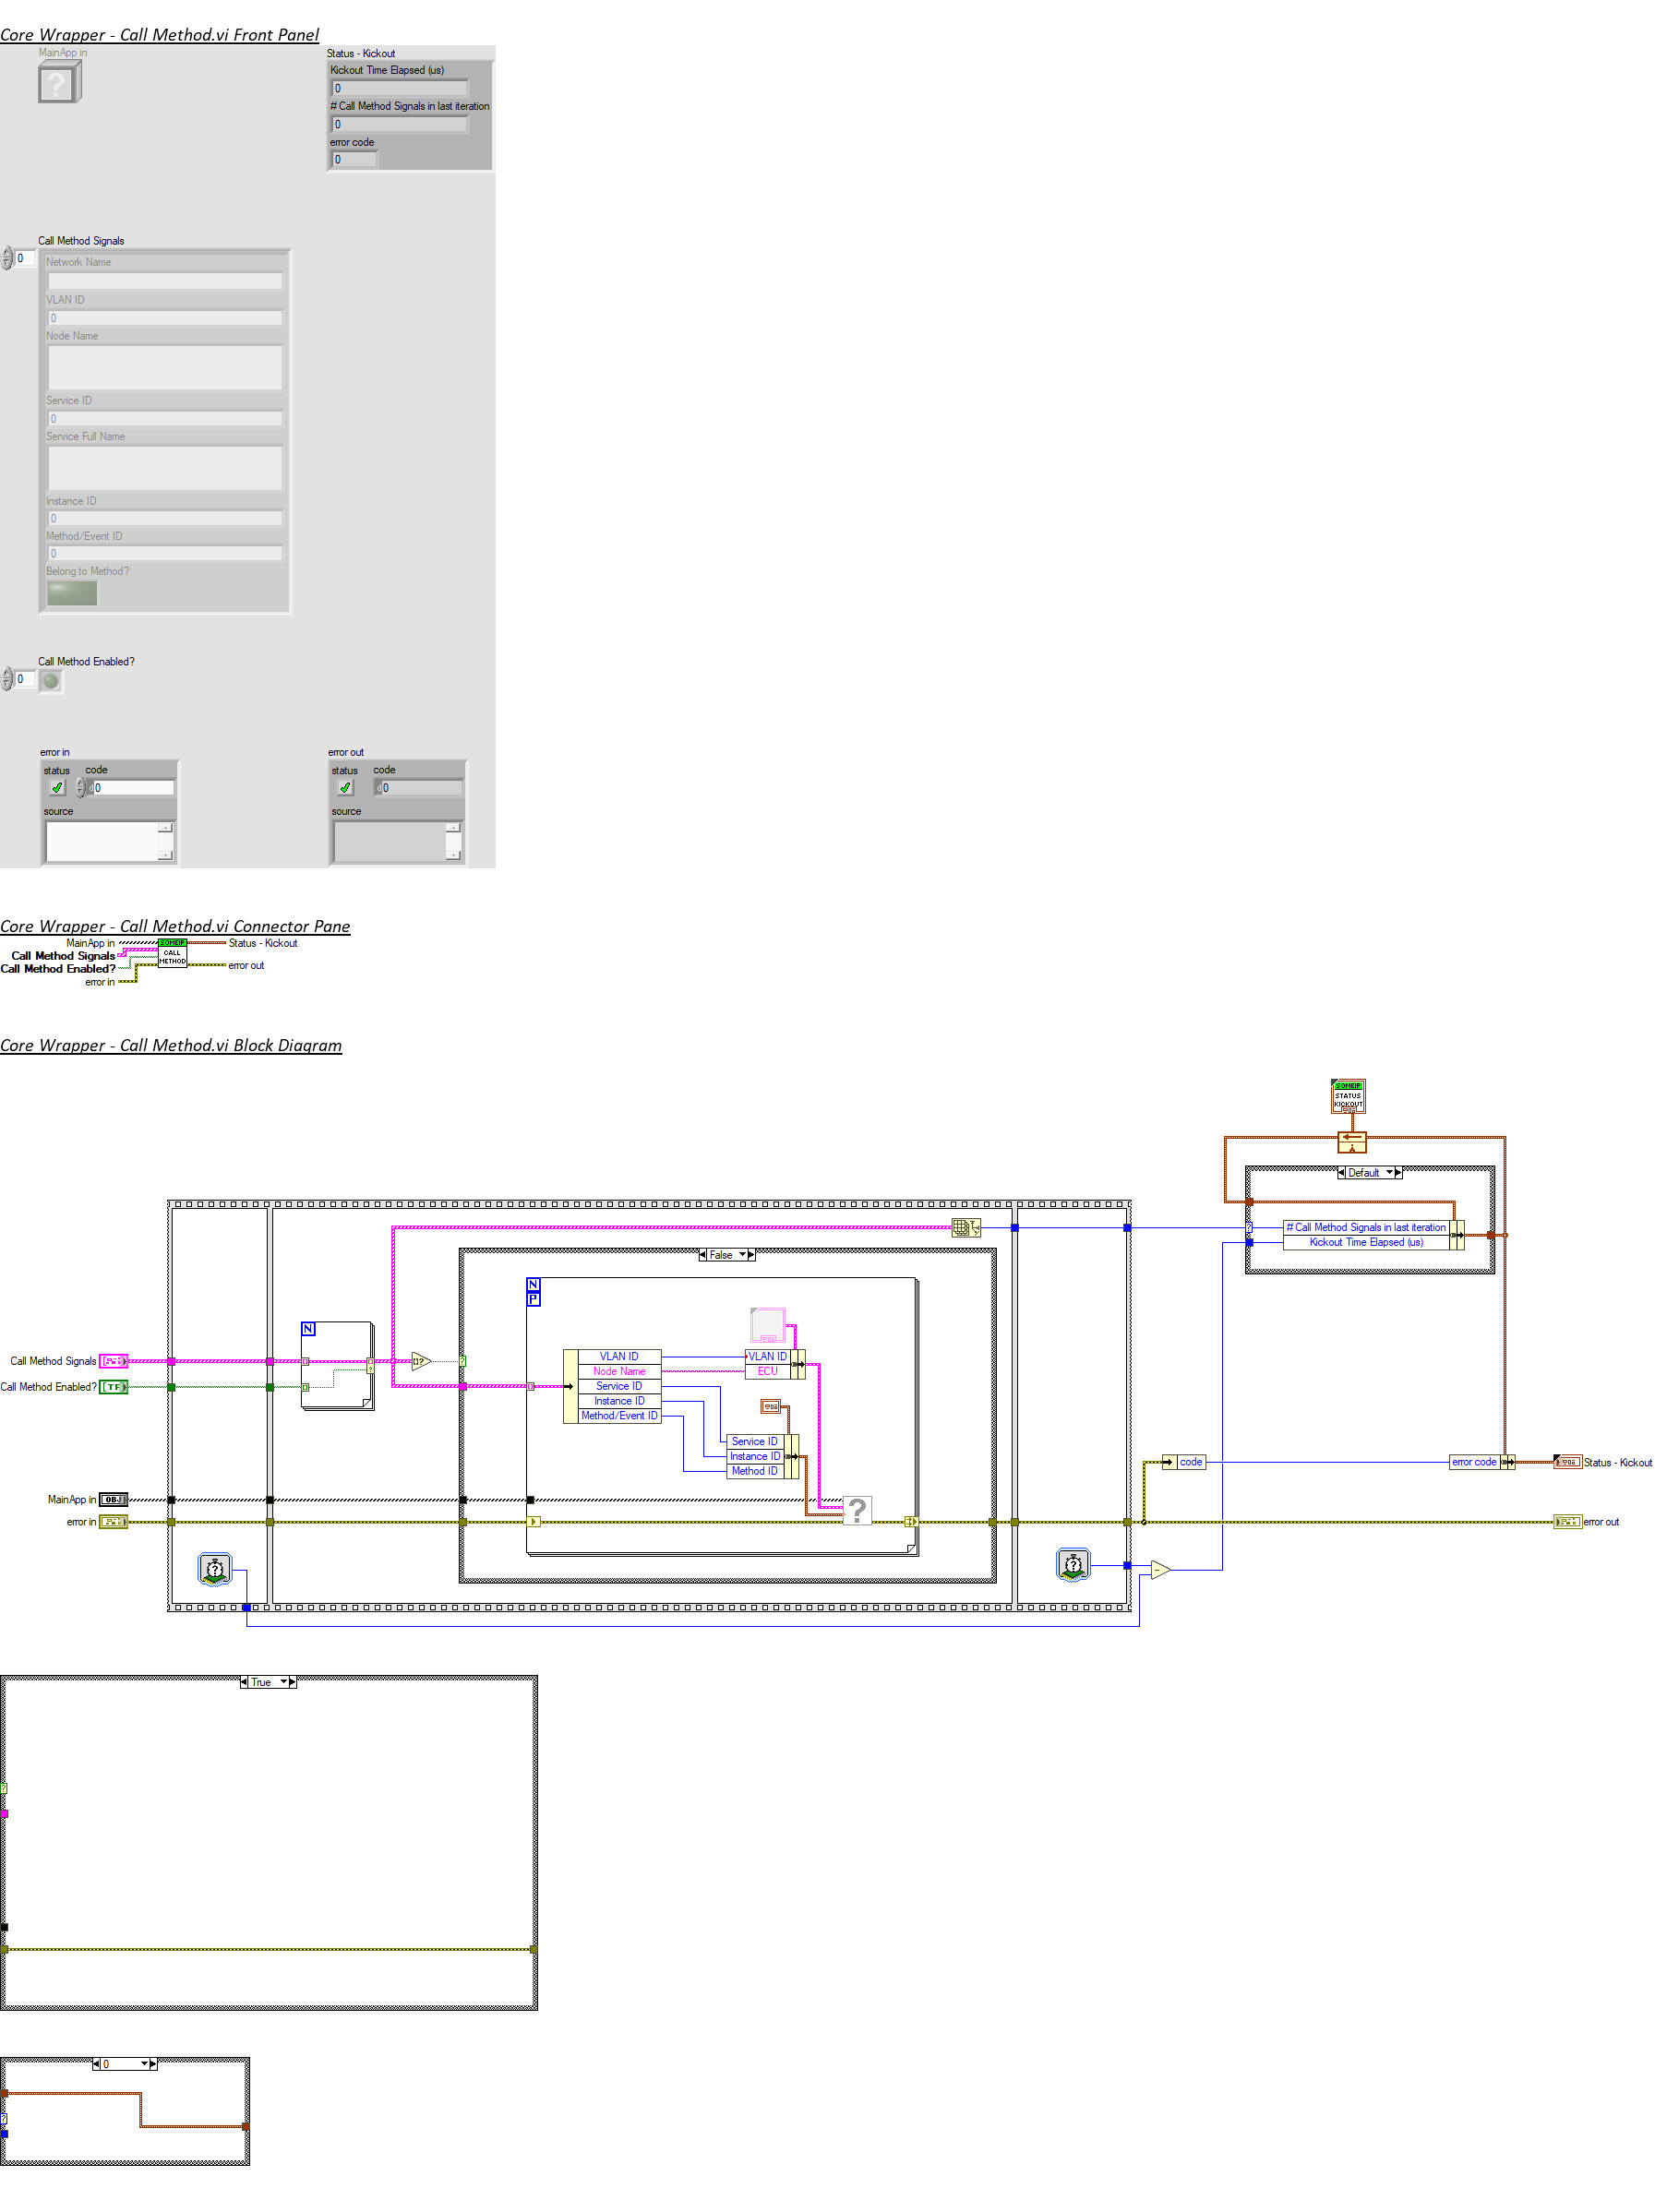 Core Wrapper - Call Method.vi Front Panel
MainApp in
?
Status - Kickout
Kickout Time Elapsed (us)
0
# Call Method Signals in last iteration
0
error code
0
Call Method Signals
0
Network Name
VLAN ID
0
Node Name
Service ID
0
Service Full Name
Instance ID
0
Method/Event ID
0
Belong to Method?
Call Method Enabled?
0
error in
status code
0
source
error out
status code
0
source
Core Wrapper - Call Method.vi Connector Pane
MainApp in
Call Method Signals
Call Method Enabled?
error in
SOMEIP
CALL
METHOD
Status - Kickout
error out
Core Wrapper - Call Method.vi Block Diagram
SOMEIP
STATUS
KICKOUT
Default
# Call Method Signals in last iteration
Kickout Time Elapsed (us)
False
N
P
N
Call Method Signals
Call Method Enabled?
TF
VLAN ID
Node Name
Service ID
Instance ID
Method/Event ID
VLAN ID
ECU
Service ID
Instance ID
Method ID
code
error code
Status - Kickout
MainApp in
OBJ
?
error in
error out
True
?
0
?